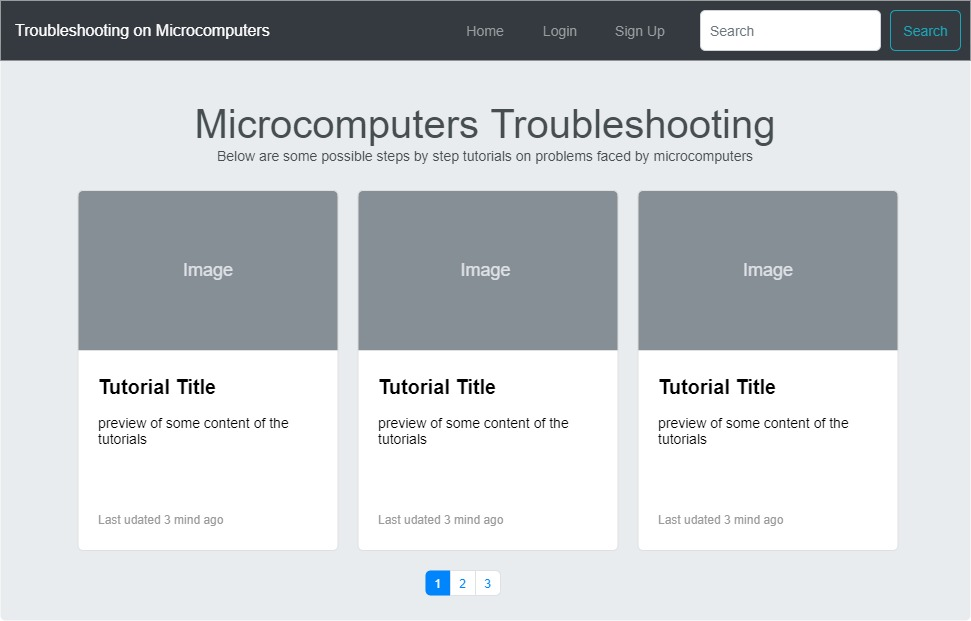 Troubleshooting on Microcomputers
Home
Login
Sign Up
Search
Search
Microcomputers Troubleshooting
Below are some possible steps by step tutorials on problems faced by microcomputers
Image
Image
Image
Tutorial Title
preview of some content of the
tutorials
Last udated 3 mind ago
Tutorial Title
preview of some content of the
tutorials
Last udated 3 mind ago
Tutorial Title
preview of some content of the
tutorials
Last udated 3 mind ago
1
2
3